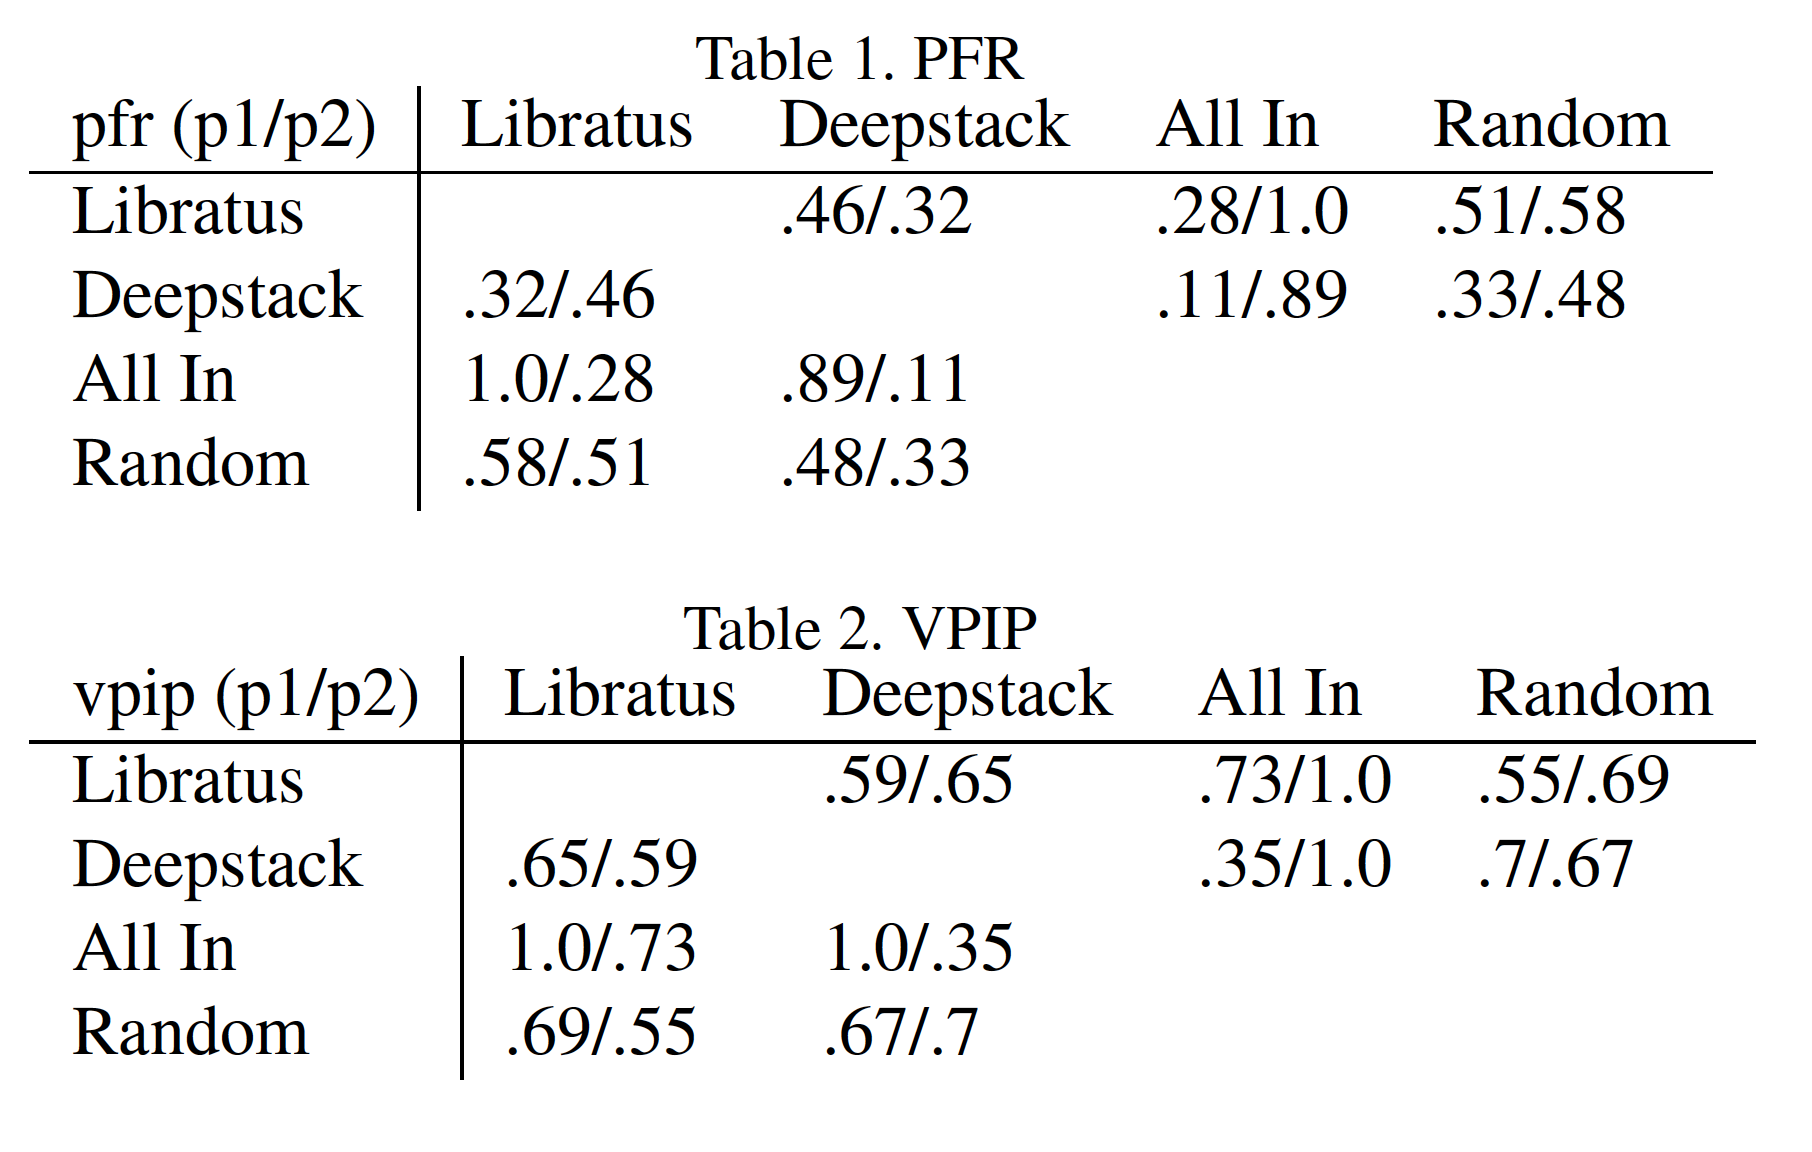 Table 1. PFR
pfr (p1/p2) Libratus Deepstack All In Random
Libratus .46/.32 .28/1.0 .51/.58
Deepstack .32/.46 .11/.89 .33/.48
All In 1.0/.28 .89/.11
Random .58/.51 .48/.33
Table 2. VPIP
vpip (p1/p2) Libratus Deepstack All In Random
Libratus .59/.65 .73/1.0 .55/.69
Deepstack .65/.59 .35/1.0 .7/.67
All In 1.0/.73 1.0/.35
Random .69/.55 .67/.7